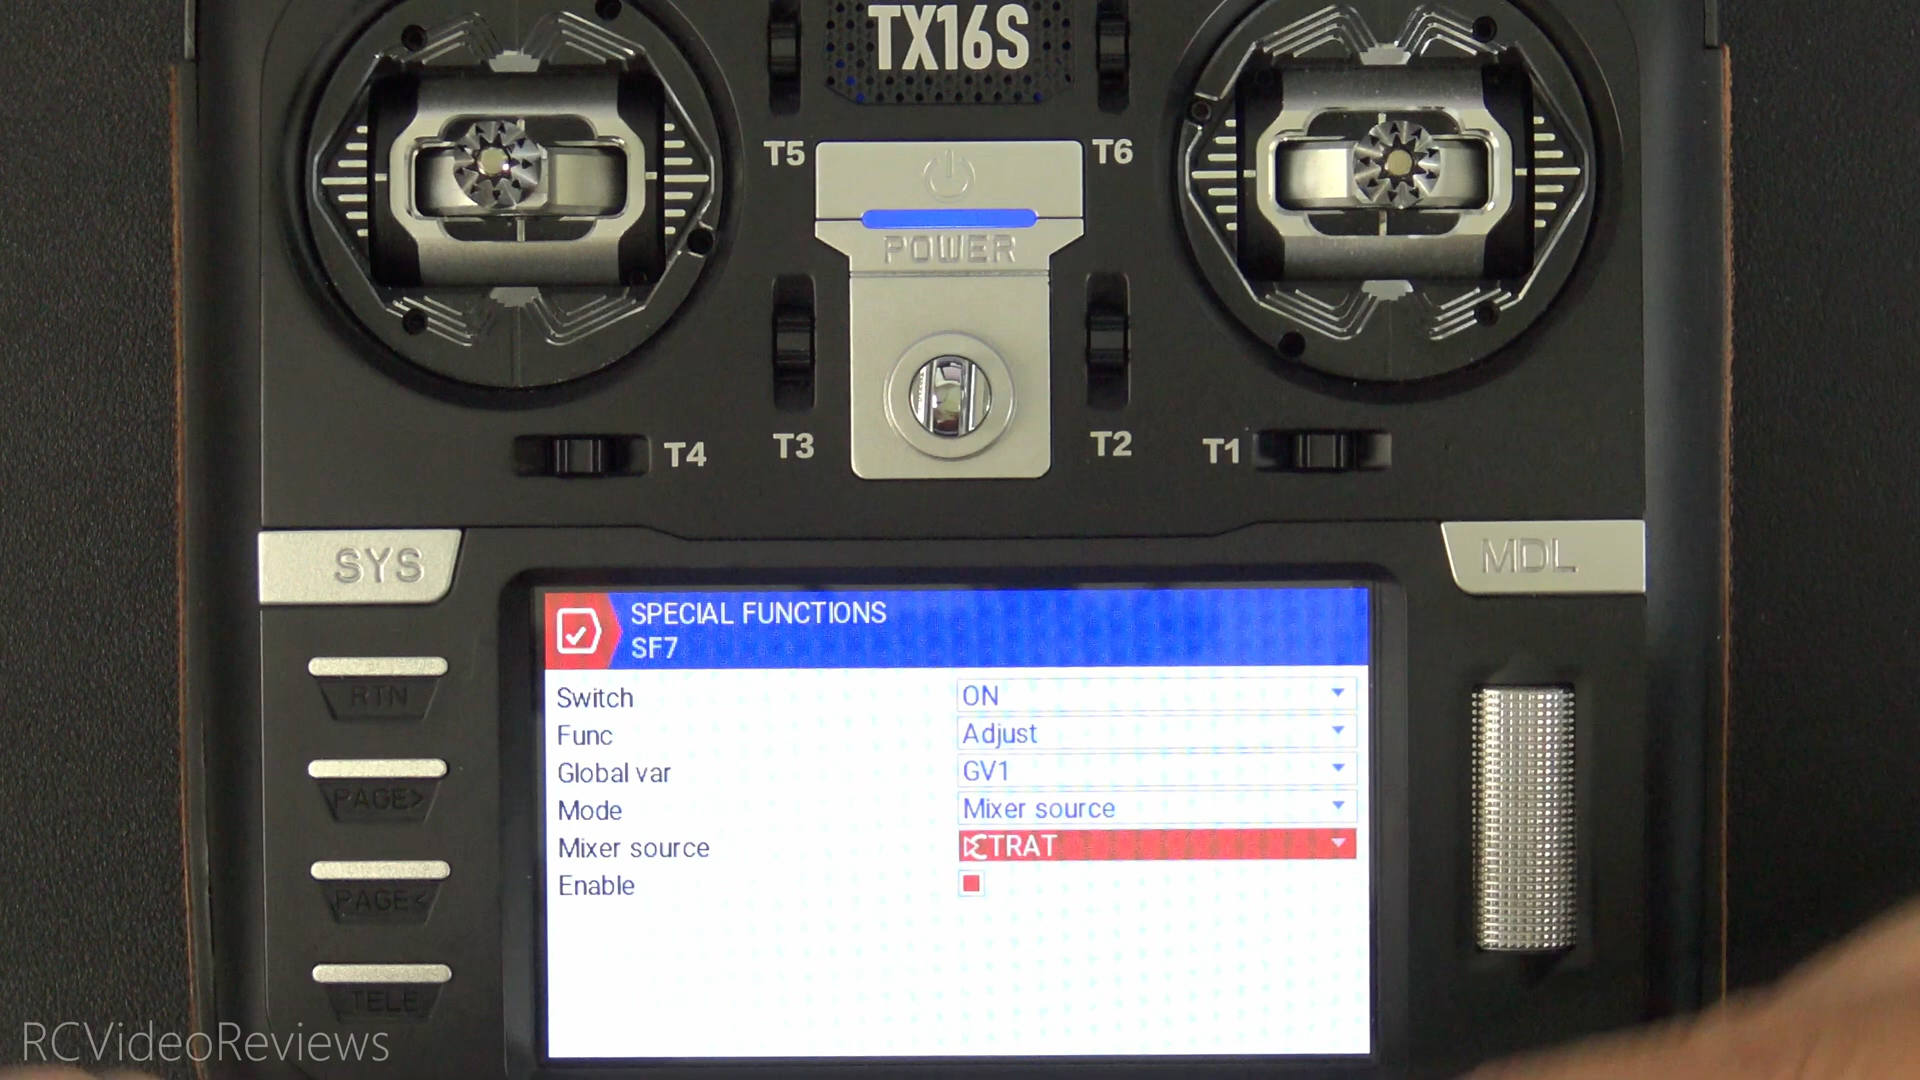 TX16S
T5
T6
POWER
T4
T3
T2
T1
SYS
MDL
SPECIAL FUNCTIONS
SF7
Switch ON
Func Adjust
Global var GV1
Mode Mixer source
Mixer source CTRAT
Enable
RTN
PAGE>
PAGE<
TELE
RCVideoReviews